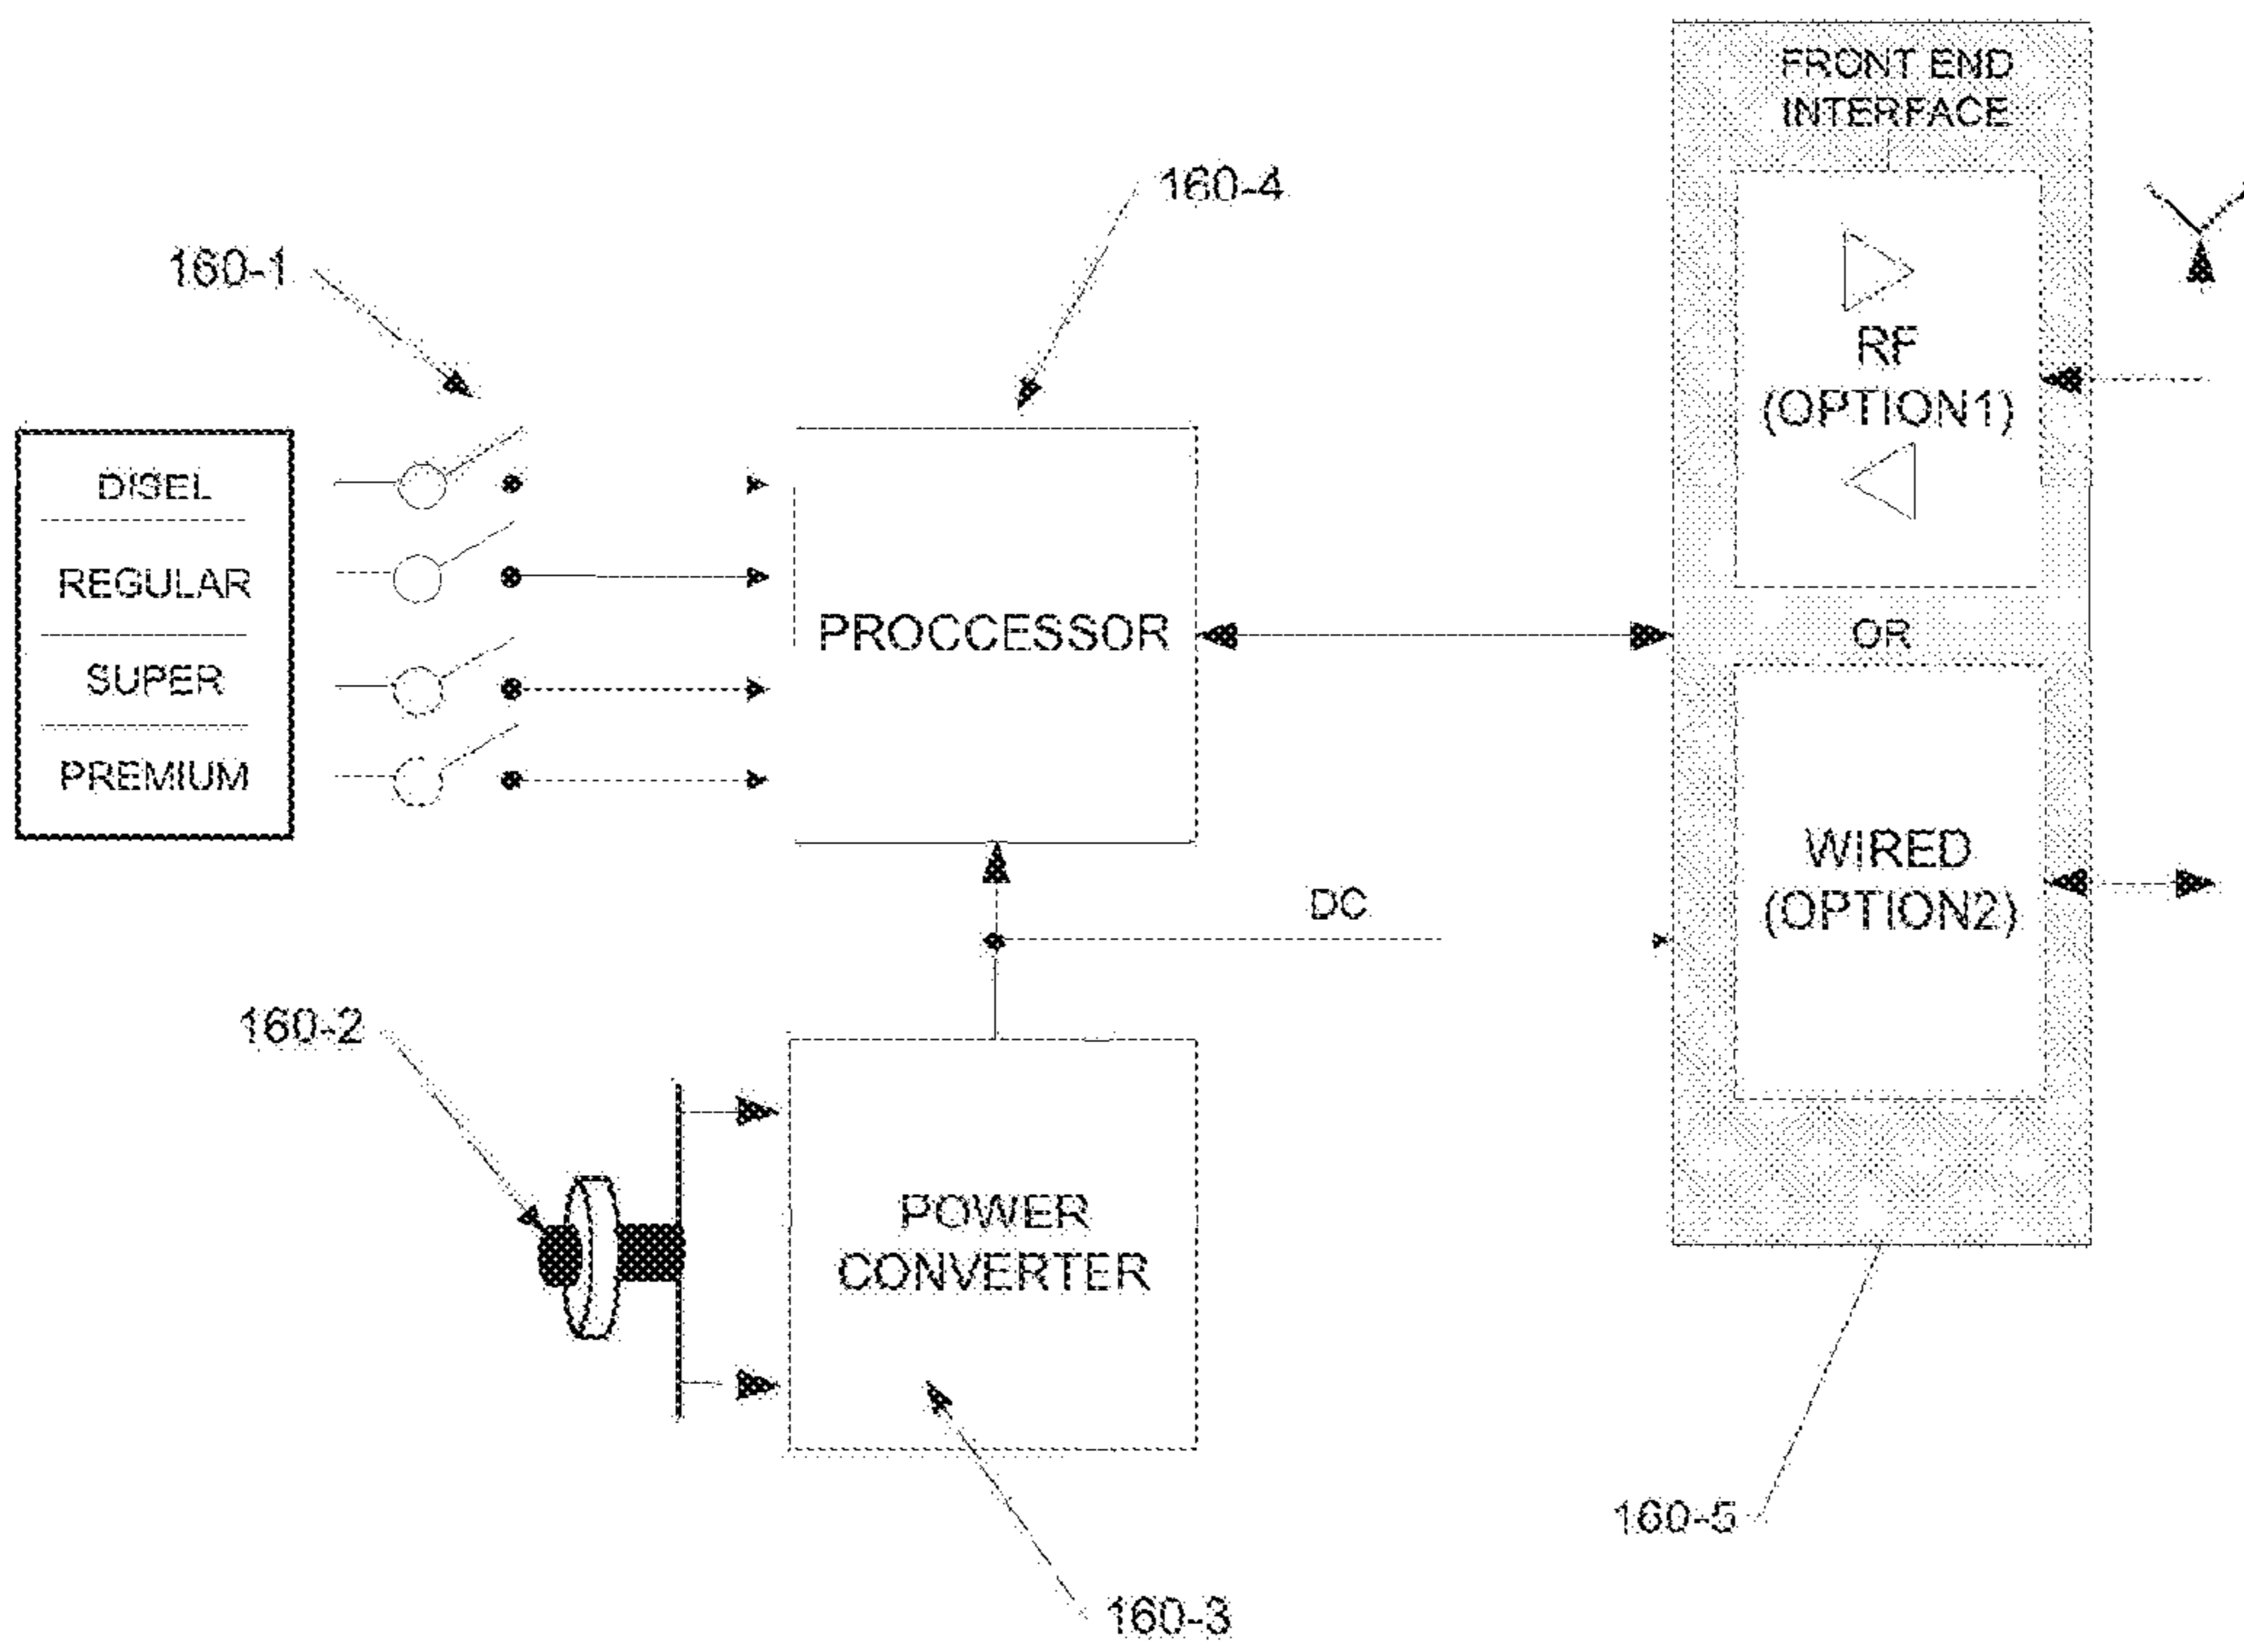 FRONT END
INTERFACE
160-4
160-1
RF
(OPTION1)
DISEL
REGULAR
SUPER
PREMIUM
PROCCESSOR
OR
WIRED
(OPTION2)
DC
160-2
POWER
CONVERTER
160-5
160-3